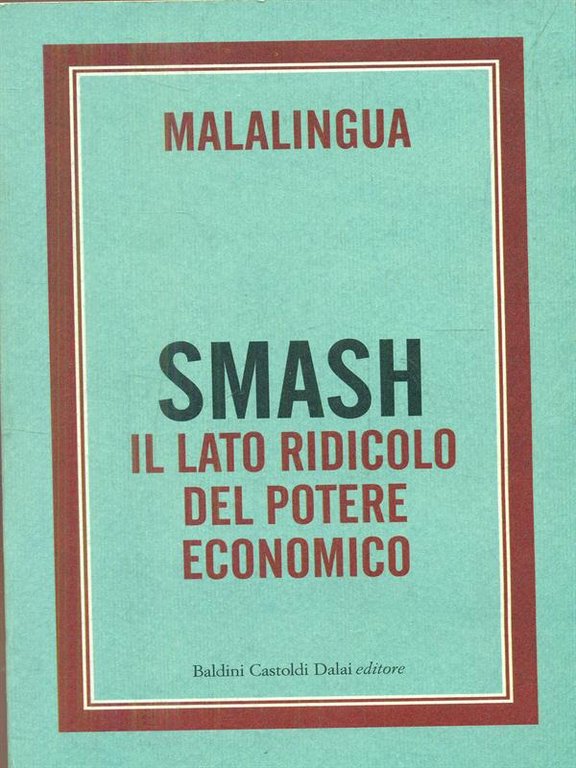 MALALINGUA
SMASH
IL LATO RIDICOLO
DEL POTERE
ECONOMICO
Baldini Castoldi Dalai editore